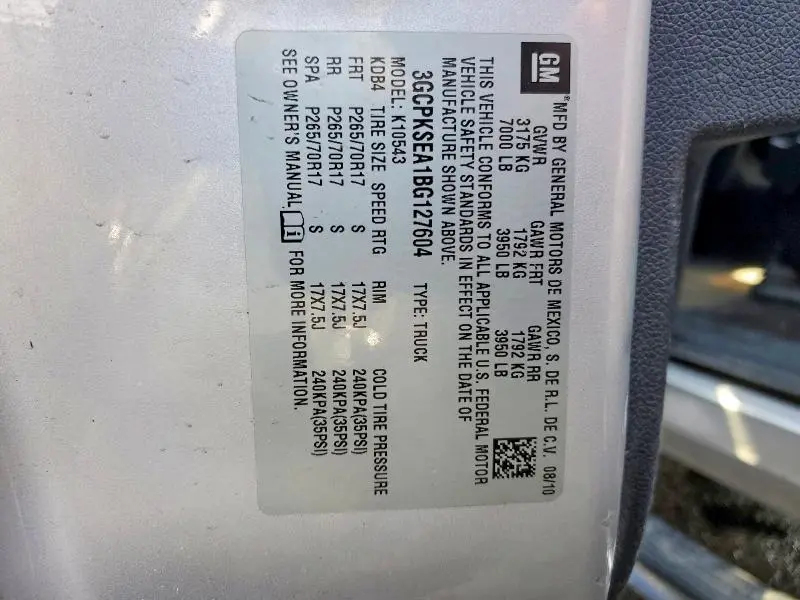 GM
MFD BY GENERAL MOTORS DE MEXICO, S. DE R.L. DE C.V. 08/10
GVWR GAWR FRT GAWR RR
3175 KG 1792 KG 1792 KG
7000 LB 3950 LB 3950 LB
THIS VEHICLE CONFORMS TO ALL APPLICABLE U.S. FEDERAL MOTOR
VEHICLE SAFETY STANDARDS IN EFFECT ON THE DATE OF
MANUFACTURE SHOWN ABOVE.
3GCPKSEA1BG127604 TYPE: TRUCK
MODEL: K10543
KDB4 TIRE SIZE SPEED RTG RIM COLD TIRE PRESSURE
FRT P265/70R17 S 17X7.5J 240KPA(35PSI)
RR P265/70R17 S 17X7.5J 240KPA(35PSI)
SPA P265/70R17 S 17X7.5J 240KPA(35PSI)
SEE OWNER'S MANUAL FOR MORE INFORMATION.